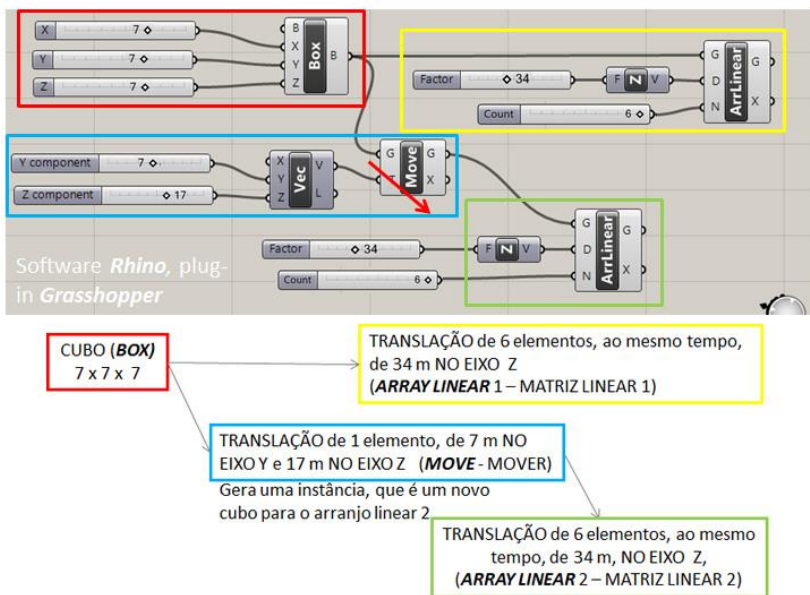 X 7
Y 7
Z 7
B
X
Y
Z
Box
B
Factor 34
F Z V
Count 6
G
D
N
ArrLinear
G
X
Y component 7
Z component 17
X
Y
Z
Vec
V
L
G
T
Move
G
X
Software Rhino, plug-
in Grasshopper
Factor 34
F Z V
Count 6
G
D
N
ArrLinear
G
X
CUBO (BOX)
7 x 7 x 7
TRANSLAÇÃO de 6 elementos, ao mesmo tempo,
de 34 m NO EIXO Z
(ARRAY LINEAR 1 – MATRIZ LINEAR 1)
TRANSLAÇÃO de 1 elemento, de 7 m NO
EIXO Y e 17 m NO EIXO Z (MOVE - MOVER)
Gera uma instância, que é um novo
cubo para o arranjo linear 2
TRANSLAÇÃO de 6 elementos, ao mesmo
tempo, de 34 m, NO EIXO Z,
(ARRAY LINEAR 2 – MATRIZ LINEAR 2)